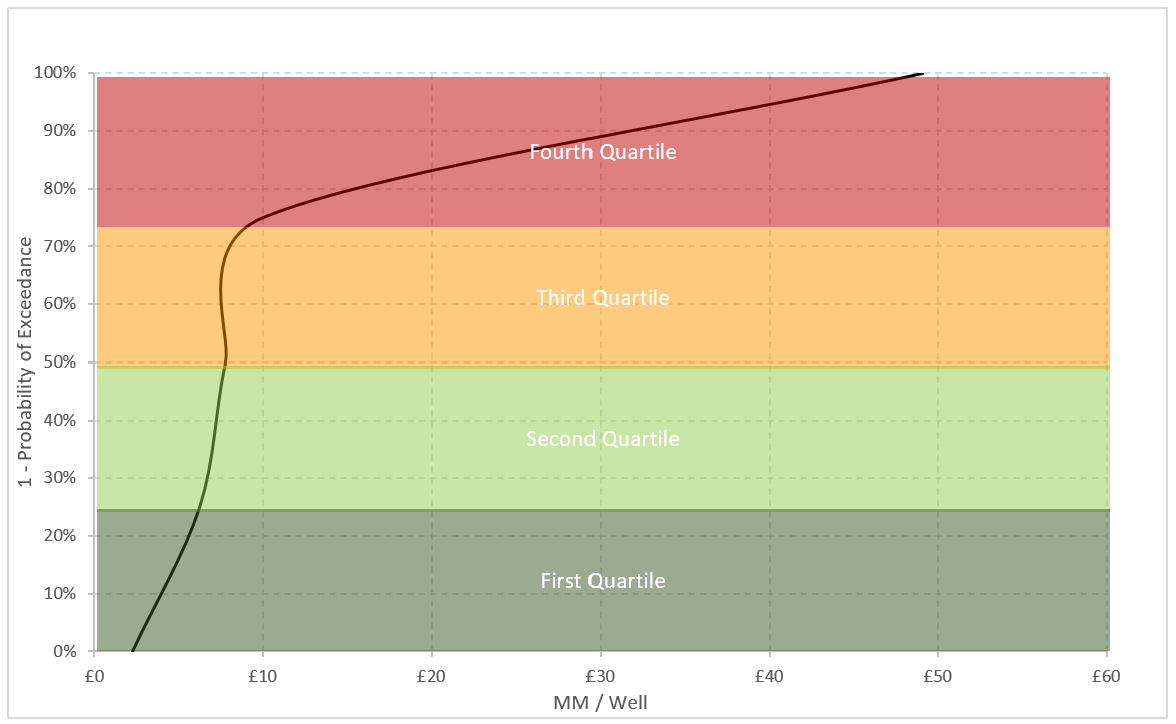 100%
90%
Fourth Quartile
80%
70%
Third Quartile
60%
50%
Second Quartile
40%
30%
20%
First Quartile
10%
0%
1 - Probability of Exceedance
£0 £10 £20 £30 £40 £50 £60
MM / Well